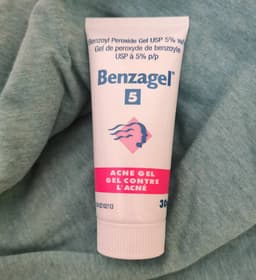 Benzoyl Peroxide Gel USP 5%
Gel de peroxyde de benzoyle
USP à 5% p/p
Benzagel®
5
ACNE GEL
GEL CONTRE
L'ACNÉ